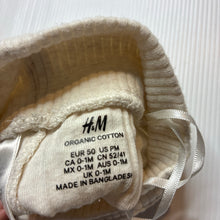 H&M
ORGANIC COTTON
EUR 50 US PM
CA 0-1M CN 52/41
MX 0-1M AUS 0-1M
UK 0-1M
MADE IN BANGLADESH